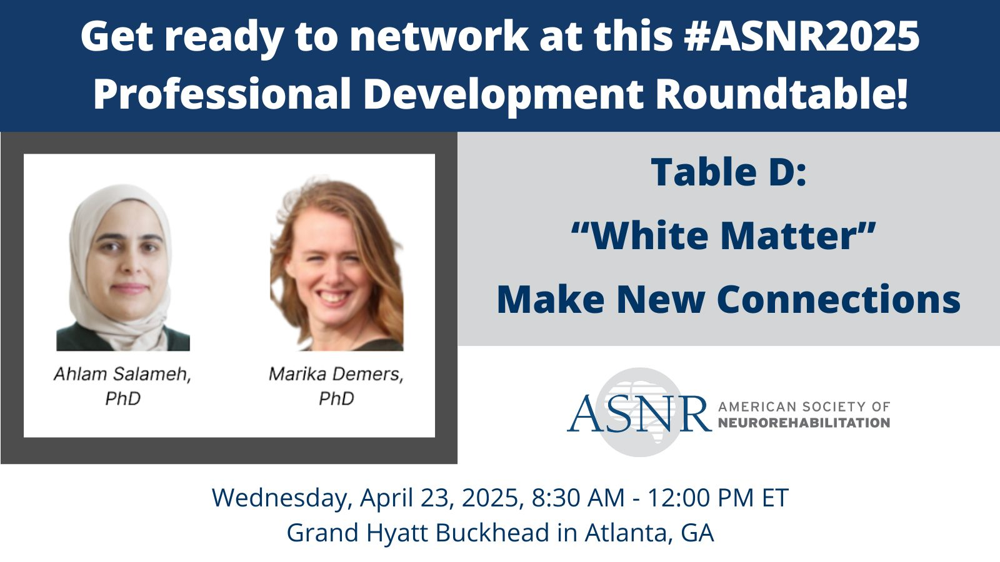 Get ready to network at this #ASNR2025
Professional Development Roundtable!
Ahlam Salameh,
PhD
Marika Demers,
PhD
Table D:
“White Matter”
Make New Connections
ASNR
AMERICAN SOCIETY OF
NEUROREHABILITATION
Wednesday, April 23, 2025, 8:30 AM - 12:00 PM ET
Grand Hyatt Buckhead in Atlanta, GA